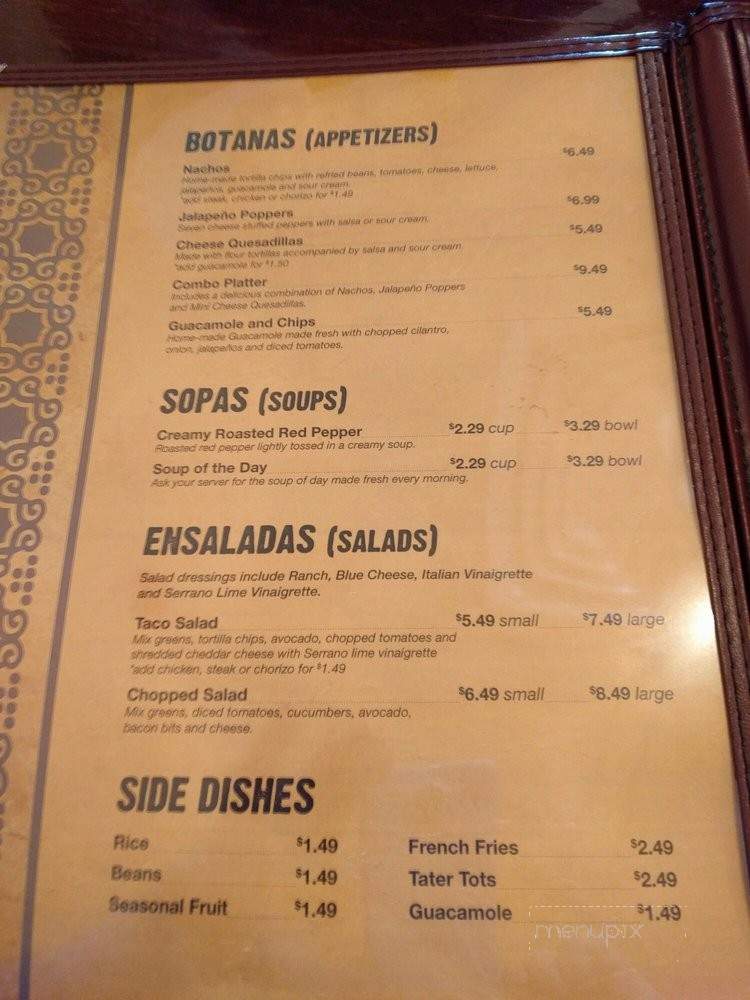 BOTANAS (APPETIZERS)
Nachos $6.49
Home-made tortilla chips with refried beans, tomatoes, cheese, lettuce,
jalapeños, guacamole and sour cream.
*add steak, chicken or chorizo for $1.49
Jalapeño Poppers $6.99
Seven cheese stuffed peppers with salsa or sour cream.
Cheese Quesadillas $5.49
Made with flour tortillas accompanied by salsa and sour cream.
*add guacamole for $1.50
Combo Platter $9.49
Includes a delicious combination of Nachos, Jalapeño Poppers
and Mini Cheese Quesadillas.
Guacamole and Chips $5.49
Home-made Guacamole made fresh with chopped cilantro,
onion, jalapeños and diced tomatoes.
SOPAS (SOUPS)
Creamy Roasted Red Pepper $2.29 cup $3.29 bowl
Roasted red pepper lightly tossed in a creamy soup.
Soup of the Day $2.29 cup $3.29 bowl
Ask your server for the soup of day made fresh every morning.
ENSALADAS (SALADS)
Salad dressings include Ranch, Blue Cheese, Italian Vinaigrette
and Serrano Lime Vinaigrette.
Taco Salad $5.49 small $7.49 large
Mix greens, tortilla chips, avocado, chopped tomatoes and
shredded cheddar cheese with Serrano lime vinaigrette
*add chicken, steak or chorizo for $1.49
Chopped Salad $6.49 small $8.49 large
Mix greens, diced tomatoes, cucumbers, avocado,
bacon bits and cheese.
SIDE DISHES
Rice $1.49
Beans $1.49
Seasonal Fruit $1.49
French Fries $2.49
Tater Tots $2.49
Guacamole $1.49
menupix